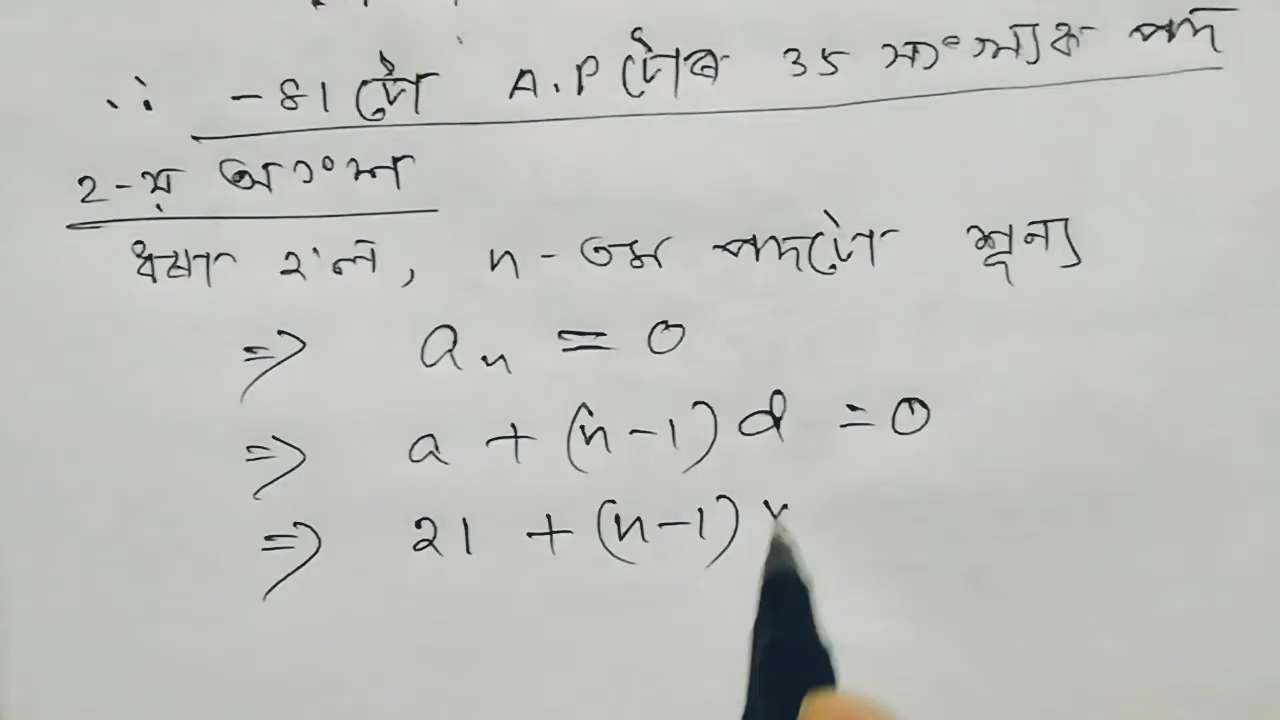 ∴ -81 টো A.P টোৰ 35 সংখ্যক পদ
2-য় অংশ
ধৰা হ'ল, n-তম পদটো শূন্য
⇒ aₙ = 0
⇒ a + (n-1) d = 0
⇒ 21 + (n-1)